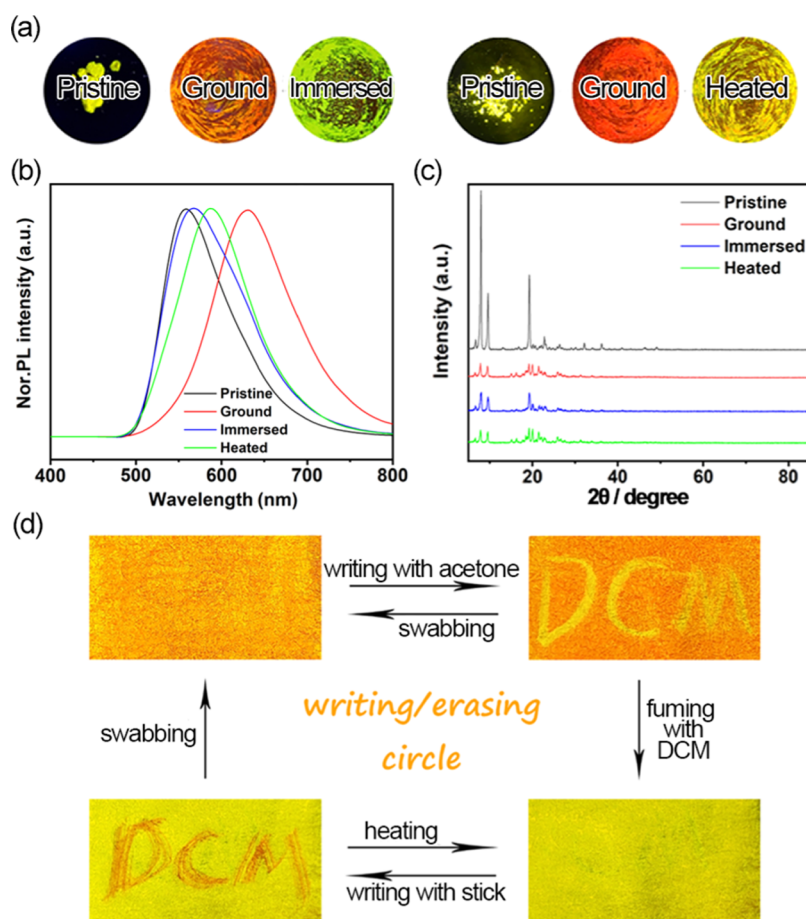 (a)
Pristine Ground Immersed Pristine Ground Heated
(b)
Nor.PL intensity (a.u.)
Pristine
Ground
Immersed
Heated
400 500 600 700 800
Wavelength (nm)
(c)
Intensity (a.u.)
Pristine
Ground
Immersed
Heated
20 40 60 80
2θ / degree
(d)
writing with acetone
swabbing
DCM
swabbing
writing/erasing
circle
fuming
with
DCM
DCM
heating
writing with stick